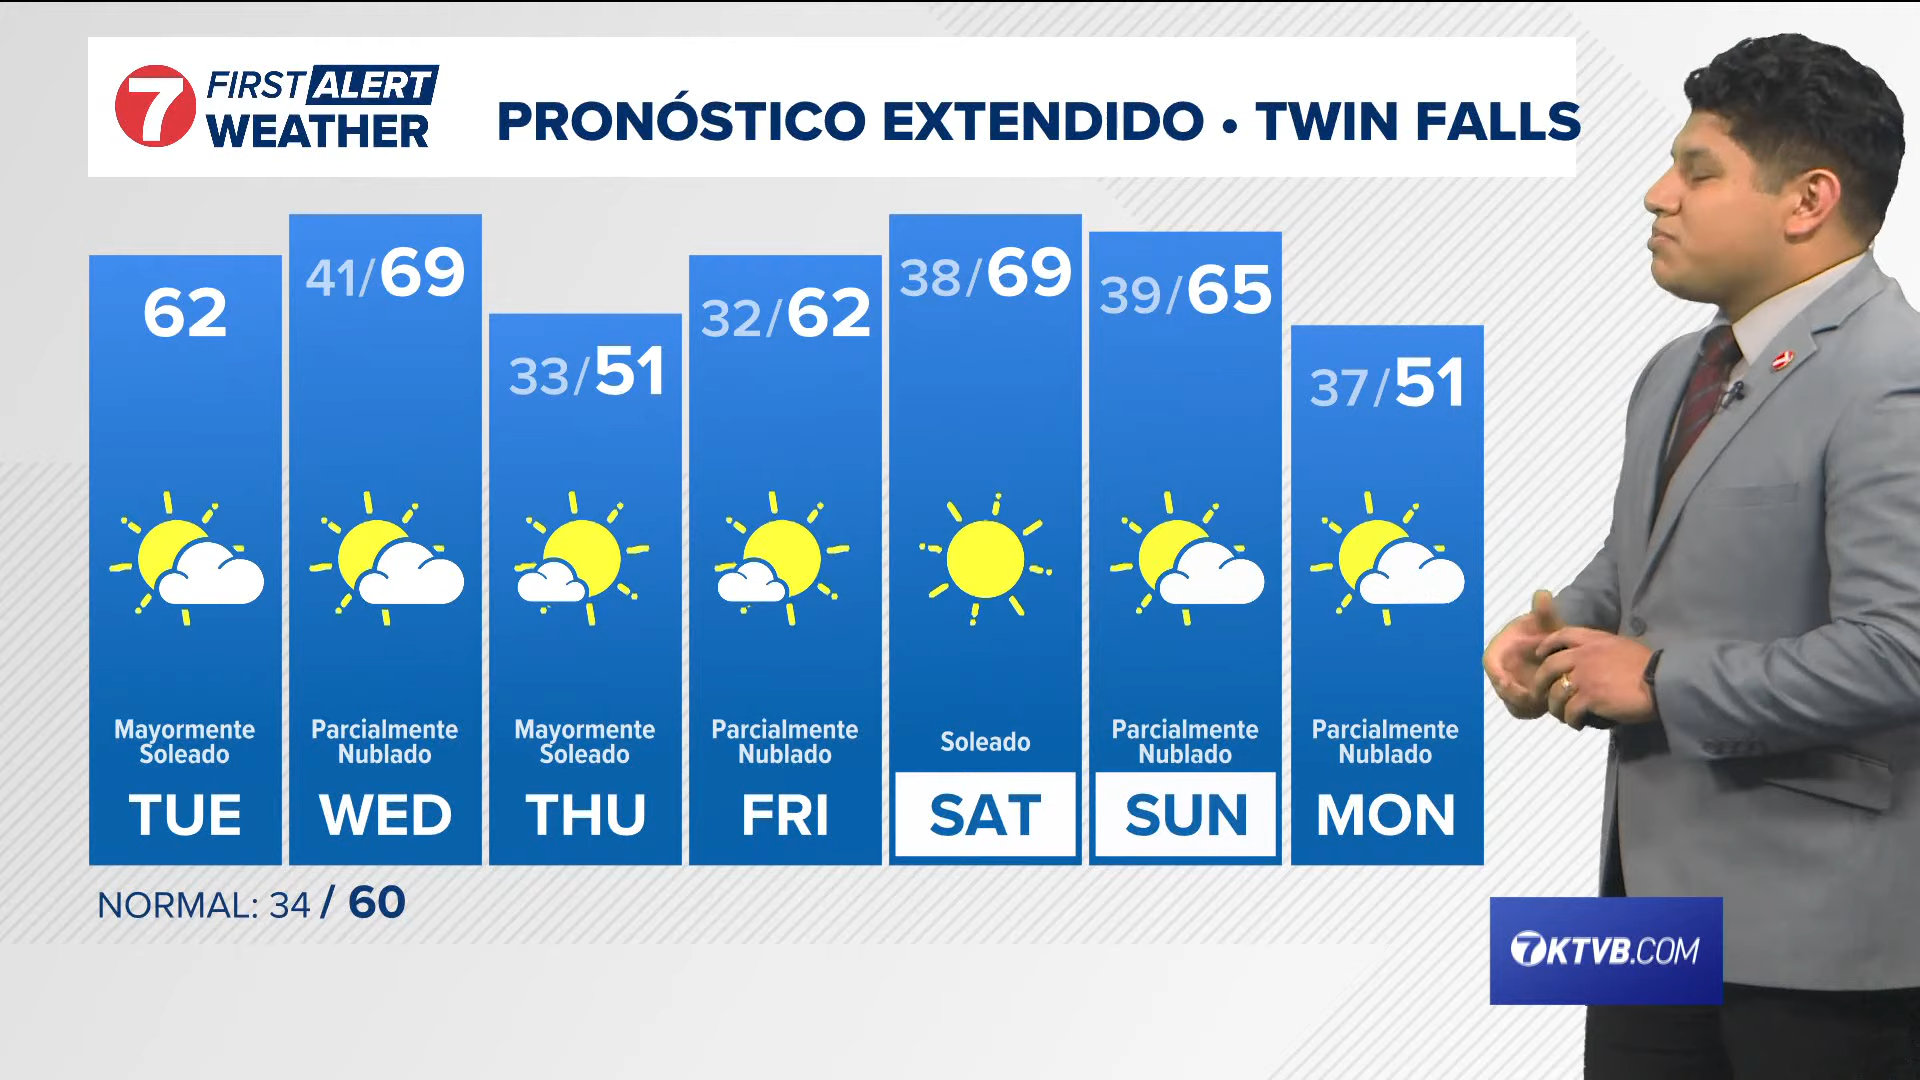 7 FIRST ALERT
WEATHER
PRONÓSTICO EXTENDIDO • TWIN FALLS
62
Mayormente
Soleado
TUE
41/69
Parcialmente
Nublado
WED
33/51
Mayormente
Soleado
THU
32/62
Parcialmente
Nublado
FRI
38/69
Soleado
SAT
39/65
Parcialmente
Nublado
SUN
37/51
Parcialmente
Nublado
MON
NORMAL: 34 / 60
7KTVB.COM